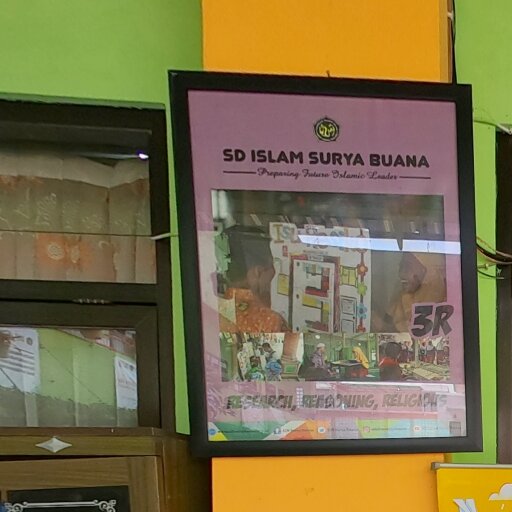 SD ISLAM SURYA BUANA
Preparing Future Islamic Leader
3R
RESEARCH, REASONING, RELIGIOUS